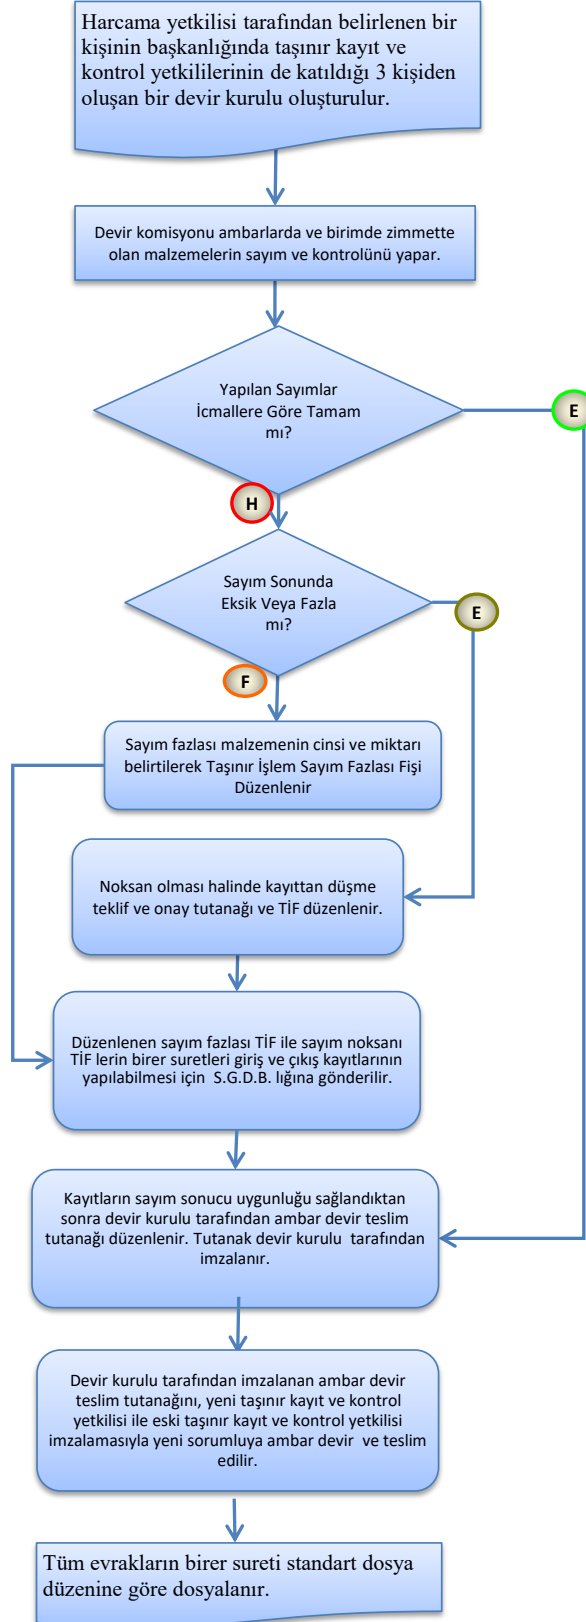 Harcama yetkilisi tarafından belirlenen bir
kişinin başkanlığında taşınır kayıt ve
kontrol yetkililerinin de katıldığı 3 kişiden
oluşan bir devir kurulu oluşturulur.
Devir komisyonu ambarlarda ve birimde zimmette
olan malzemelerin sayım ve kontrolünü yapar.
Yapılan Sayımlar
İcmallere Göre Tamam
mı?
E
H
Sayım Sonunda
Eksik Veya Fazla
mı?
E
F
Sayım fazlası malzemenin cinsi ve miktarı
belirtilerek Taşınır İşlem Sayım Fazlası Fişi
Düzenlenir
Noksan olması halinde kayıttan düşme
teklif ve onay tutanağı ve TİF düzenlenir.
Düzenlenen sayım fazlası TİF ile sayım noksanı
TİF lerin birer suretleri giriş ve çıkış kayıtlarının
yapılabilmesi için S.G.D.B. lığına gönderilir.
Kayıtların sayım sonucu uygunluğu sağlandıktan
sonra devir kurulu tarafından ambar devir teslim
tutanağı düzenlenir. Tutanak devir kurulu tarafından
imzalanır.
Devir kurulu tarafından imzalanan ambar devir
teslim tutanağını, yeni taşınır kayıt ve kontrol
yetkilisi ile eski taşınır kayıt ve kontrol yetkilisi
imzalamasıyla yeni sorumluya ambar devir ve teslim
edilir.
Tüm evrakların birer sureti standart dosya
düzenine göre dosyalanır.